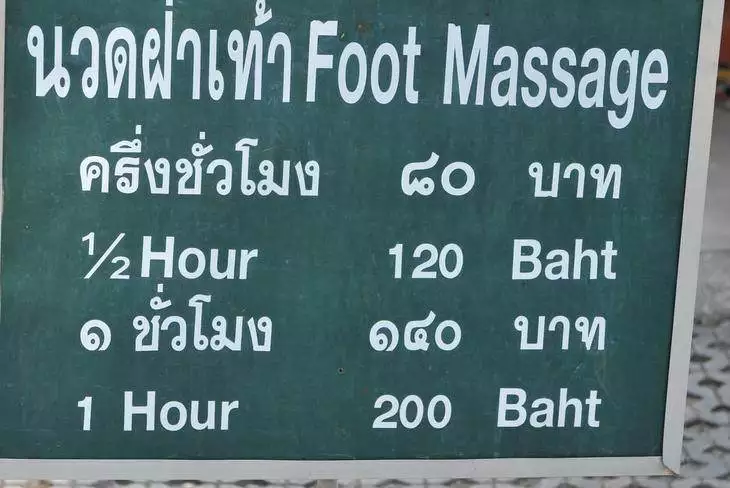 นวดฝ่าเท้า Foot Massage
ครึ่งชั่วโมง ๘๐ บาท
½ Hour 120 Baht
๑ ชั่วโมง ๑๔๐ บาท
1 Hour 200 Baht